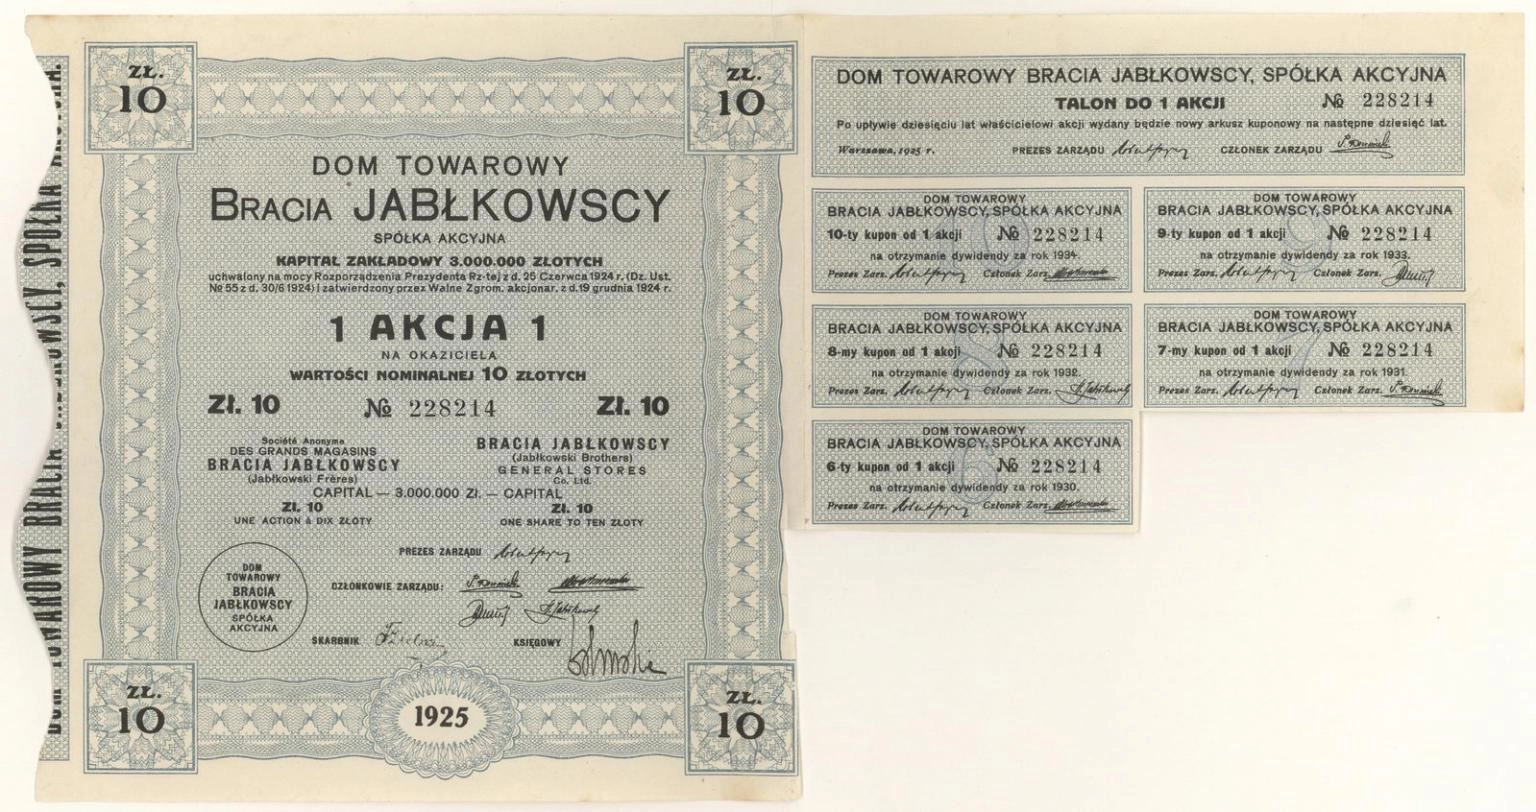 ZŁ.
10
ZŁ.
10
DOM TOWAROWY
BRACIA JABŁKOWSCY
SPÓŁKA AKCYJNA
KAPITAŁ ZAKŁADOWY 3.000.000 ZŁOTYCH
uchwalony na mocy Rozporządzenia Prezydenta Rz-tej z d. 25 Czerwca 1924 r. (Dz. Ust.
№ 55 z d. 30/6 1924) i zatwierdzony przez Walne Zgrom. akcjonar. z d. 19 grudnia 1924 r.
1 AKCJA 1
NA OKAZICIELA
WARTOŚCI NOMINALNEJ 10 ZŁOTYCH
Zł. 10 № 228214 Zł. 10
Société Anonyme
DES GRANDS MAGASINS
BRACIA JABŁKOWSCY
(Jabłkowski Frères)
BRACIA JABŁKOWSCY
(Jabłkowski Brothers)
GENERAL STORES
Co. Ltd.
CAPITAL — 3.000.000 Zł. — CAPITAL
Zł. 10
UNE ACTION à DIX ZŁOTY
Zł. 10
ONE SHARE TO TEN ZŁOTY
PREZES ZARZĄDU
CZŁONKOWIE ZARZĄDU:
DOM
TOWAROWY
BRACIA
JABŁKOWSCY
SPÓŁKA
AKCYJNA
SKARBNIK
KSIĘGOWY
ZŁ.
10
1925
ZŁ.
10
DOM TOWAROWY BRACIA JABŁKOWSCY, SPÓŁKA AKCYJNA.
DOM TOWAROWY BRACIA JABŁKOWSCY, SPÓŁKA AKCYJNA
TALON DO 1 AKCJI № 228214
Po upływie dziesięciu lat właścicielowi akcji wydany będzie nowy arkusz kuponowy na następne dziesięć lat.
Warszawa, 1925 r. PREZES ZARZĄDU CZŁONEK ZARZĄDU
DOM TOWAROWY
BRACIA JABŁKOWSCY, SPÓŁKA AKCYJNA
10-ty kupon od 1 akcji № 228214
na otrzymanie dywidendy za rok 1934.
Prezes Zarz. Członek Zarz.
DOM TOWAROWY
BRACIA JABŁKOWSCY, SPÓŁKA AKCYJNA
9-ty kupon od 1 akcji № 228214
na otrzymanie dywidendy za rok 1933.
Prezes Zarz. Członek Zarz.
DOM TOWAROWY
BRACIA JABŁKOWSCY, SPÓŁKA AKCYJNA
8-my kupon od 1 akcji № 228214
na otrzymanie dywidendy za rok 1932.
Prezes Zarz. Członek Zarz.
DOM TOWAROWY
BRACIA JABŁKOWSCY, SPÓŁKA AKCYJNA
7-my kupon od 1 akcji № 228214
na otrzymanie dywidendy za rok 1931.
Prezes Zarz. Członek Zarz.
DOM TOWAROWY
BRACIA JABŁKOWSCY, SPÓŁKA AKCYJNA
6-ty kupon od 1 akcji № 228214
na otrzymanie dywidendy za rok 1930.
Prezes Zarz. Członek Zarz.